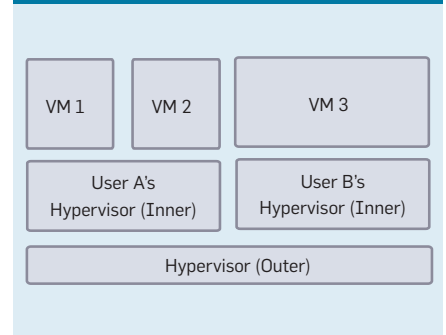 VM 1
VM 2
VM 3
User A's
Hypervisor (Inner)
User B's
Hypervisor (Inner)
Hypervisor (Outer)